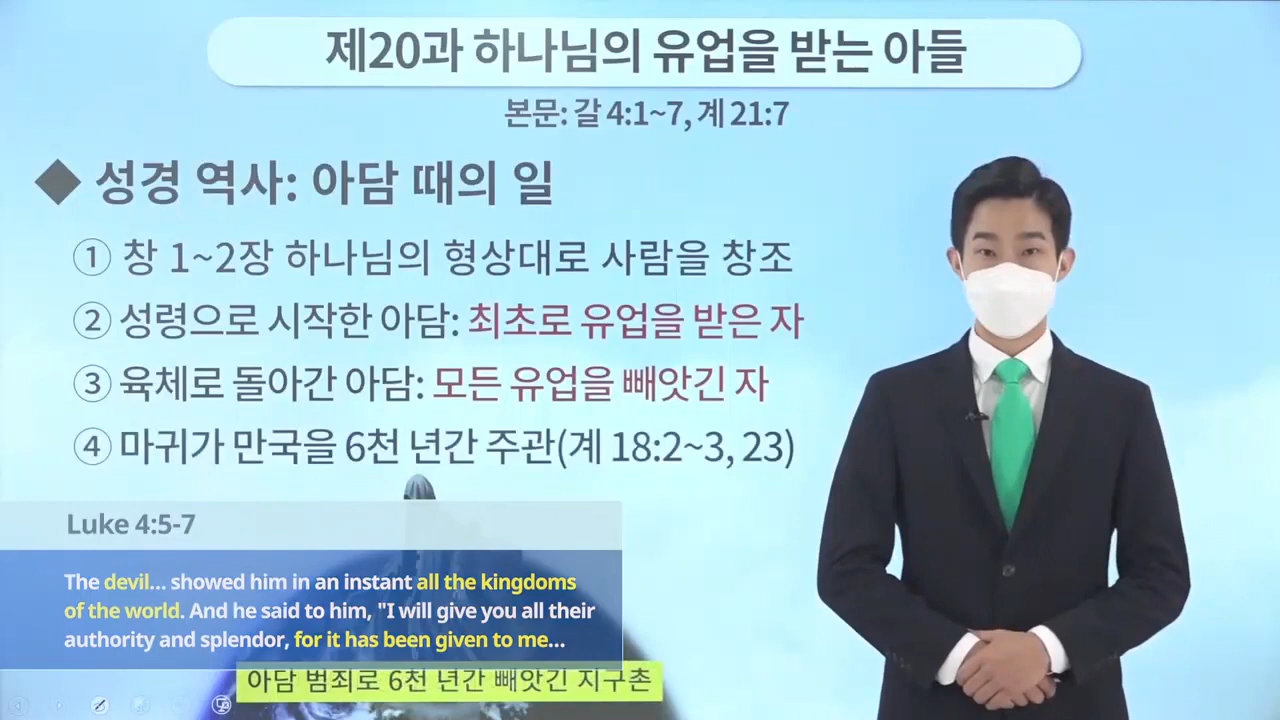 제20과 하나님의 유업을 받는 아들
본문: 갈 4:1~7, 계 21:7
◆ 성경 역사: 아담 때의 일
① 창 1~2장 하나님의 형상대로 사람을 창조
② 성령으로 시작한 아담: 최초로 유업을 받은 자
③ 육체로 돌아간 아담: 모든 유업을 빼앗긴 자
④ 마귀가 만국을 6천 년간 주관(계 18:2~3, 23)
Luke 4:5-7
The devil... showed him in an instant all the kingdoms
of the world. And he said to him, "I will give you all their
authority and splendor, for it has been given to me...
아담 범죄로 6천 년간 빼앗긴 지구촌